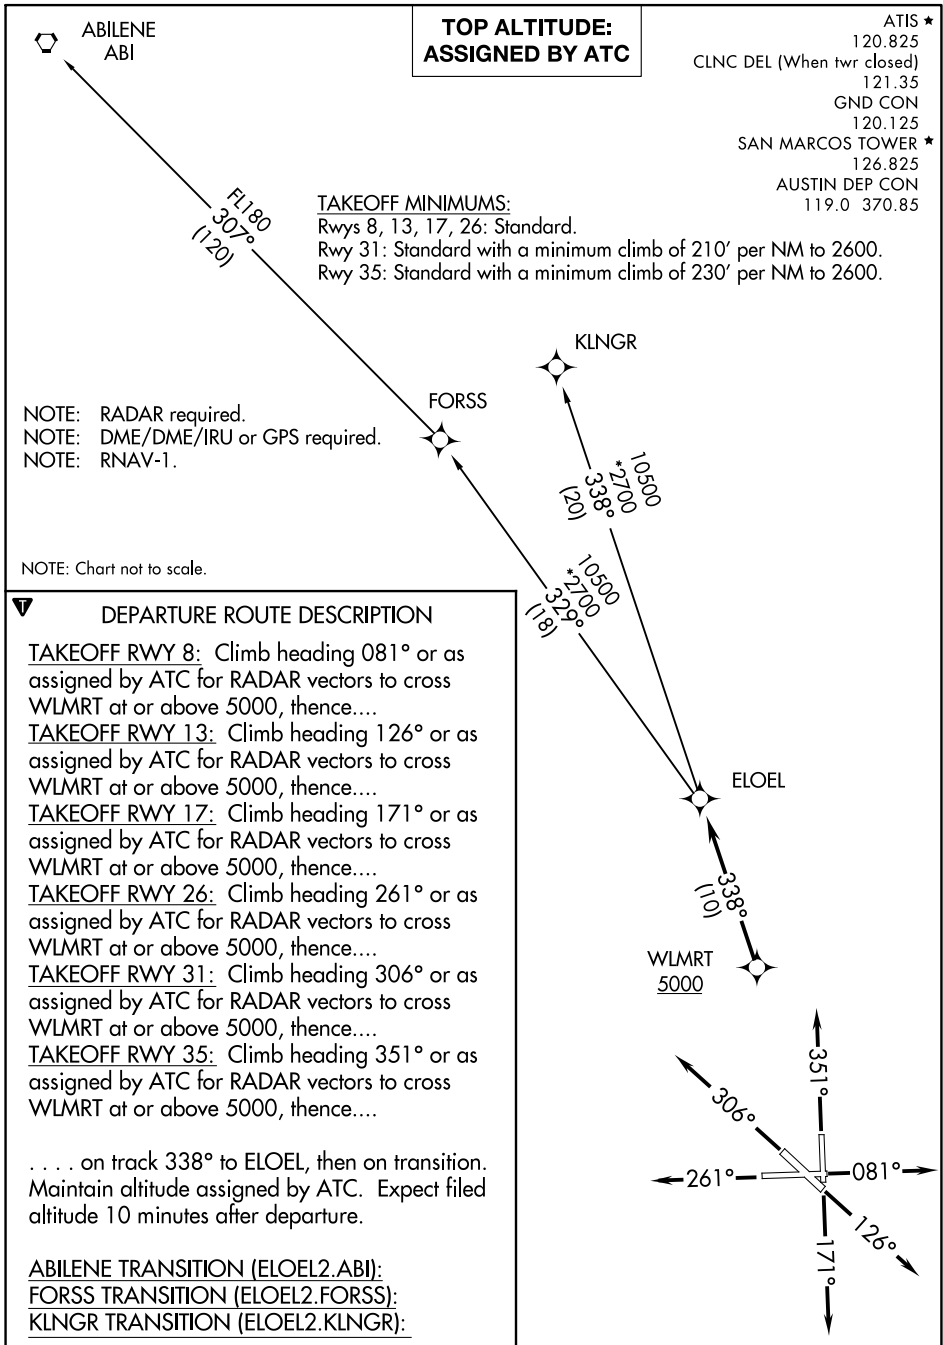 ABILENE
ABI
TOP ALTITUDE:
ASSIGNED BY ATC
ATIS ★
120.825
CLNC DEL (When twr closed)
121.35
GND CON
120.125
SAN MARCOS TOWER ★
126.825
AUSTIN DEP CON
119.0 370.85
FL180
307°
(120)
TAKEOFF MINIMUMS:
Rwys 8, 13, 17, 26: Standard.
Rwy 31: Standard with a minimum climb of 210' per NM to 2600.
Rwy 35: Standard with a minimum climb of 230' per NM to 2600.
KLNGR
FORSS
NOTE: RADAR required.
NOTE: DME/DME/IRU or GPS required.
NOTE: RNAV-1.
10500
*2700
338°
(20)
10500
*2700
329°
(18)
NOTE: Chart not to scale.
T
DEPARTURE ROUTE DESCRIPTION
TAKEOFF RWY 8: Climb heading 081° or as
assigned by ATC for RADAR vectors to cross
WLMRT at or above 5000, thence....
TAKEOFF RWY 13: Climb heading 126° or as
assigned by ATC for RADAR vectors to cross
WLMRT at or above 5000, thence....
TAKEOFF RWY 17: Climb heading 171° or as
assigned by ATC for RADAR vectors to cross
WLMRT at or above 5000, thence....
TAKEOFF RWY 26: Climb heading 261° or as
assigned by ATC for RADAR vectors to cross
WLMRT at or above 5000, thence....
TAKEOFF RWY 31: Climb heading 306° or as
assigned by ATC for RADAR vectors to cross
WLMRT at or above 5000, thence....
TAKEOFF RWY 35: Climb heading 351° or as
assigned by ATC for RADAR vectors to cross
WLMRT at or above 5000, thence....
. . . . on track 338° to ELOEL, then on transition.
Maintain altitude assigned by ATC. Expect filed
altitude 10 minutes after departure.
ABILENE TRANSITION (ELOEL2.ABI):
FORSS TRANSITION (ELOEL2.FORSS):
KLNGR TRANSITION (ELOEL2.KLNGR):
ELOEL
338°
(10)
WLMRT
5000
351°
306°
261°
081°
126°
171°